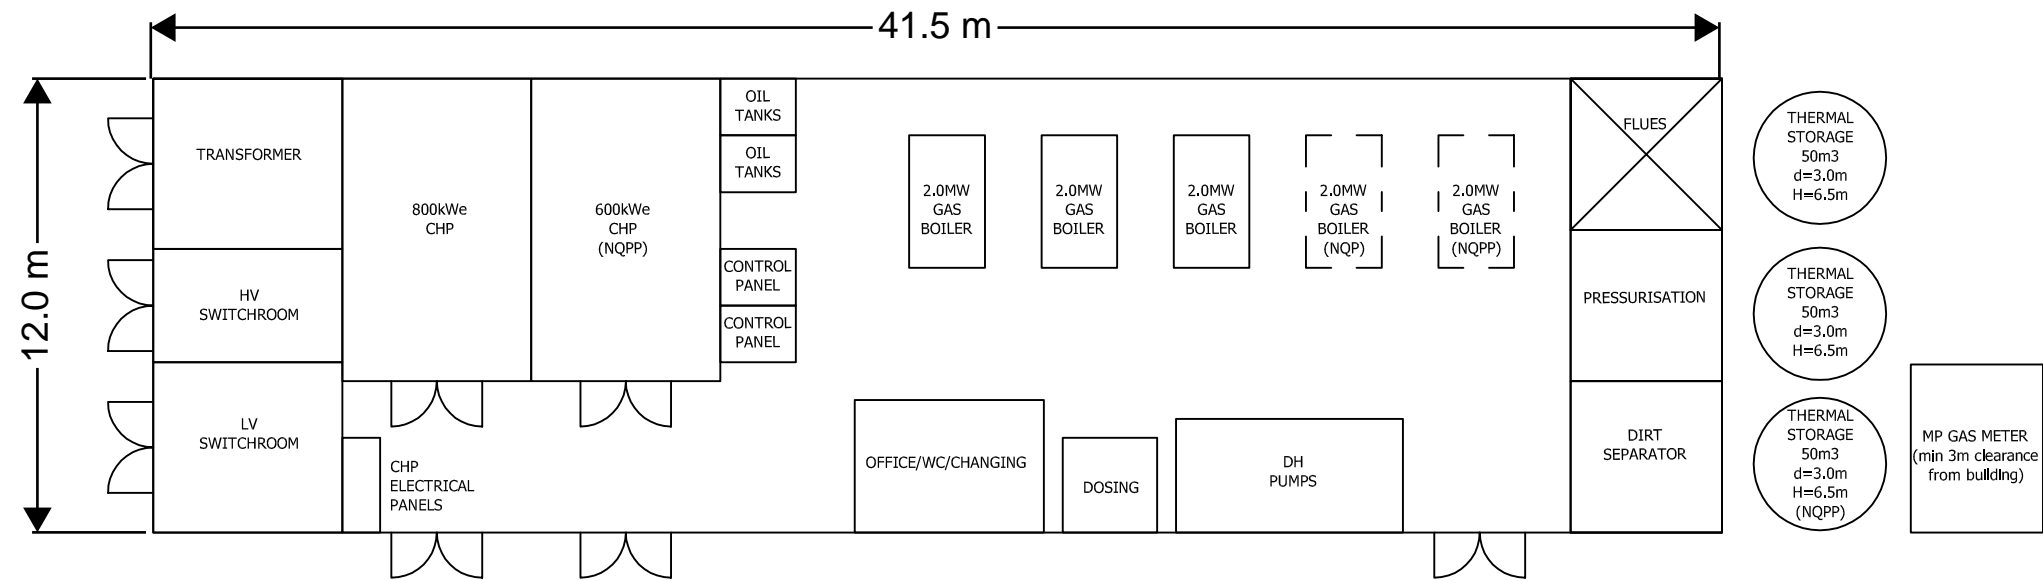 41.5 m
12.0 m
TRANSFORMER
HV
SWITCHROOM
LV
SWITCHROOM
800kWe
CHP
600kWe
CHP
(NQPP)
OIL
TANKS
OIL
TANKS
CONTROL
PANEL
CONTROL
PANEL
CHP
ELECTRICAL
PANELS
2.0MW
GAS
BOILER
2.0MW
GAS
BOILER
2.0MW
GAS
BOILER
2.0MW
GAS
BOILER
(NQP)
2.0MW
GAS
BOILER
(NQPP)
OFFICE/WC/CHANGING
DOSING
DH
PUMPS
FLUES
PRESSURISATION
DIRT
SEPARATOR
THERMAL
STORAGE
50m3
d=3.0m
H=6.5m
THERMAL
STORAGE
50m3
d=3.0m
H=6.5m
THERMAL
STORAGE
50m3
d=3.0m
H=6.5m
(NQPP)
MP GAS METER
(min 3m clearance
from building)